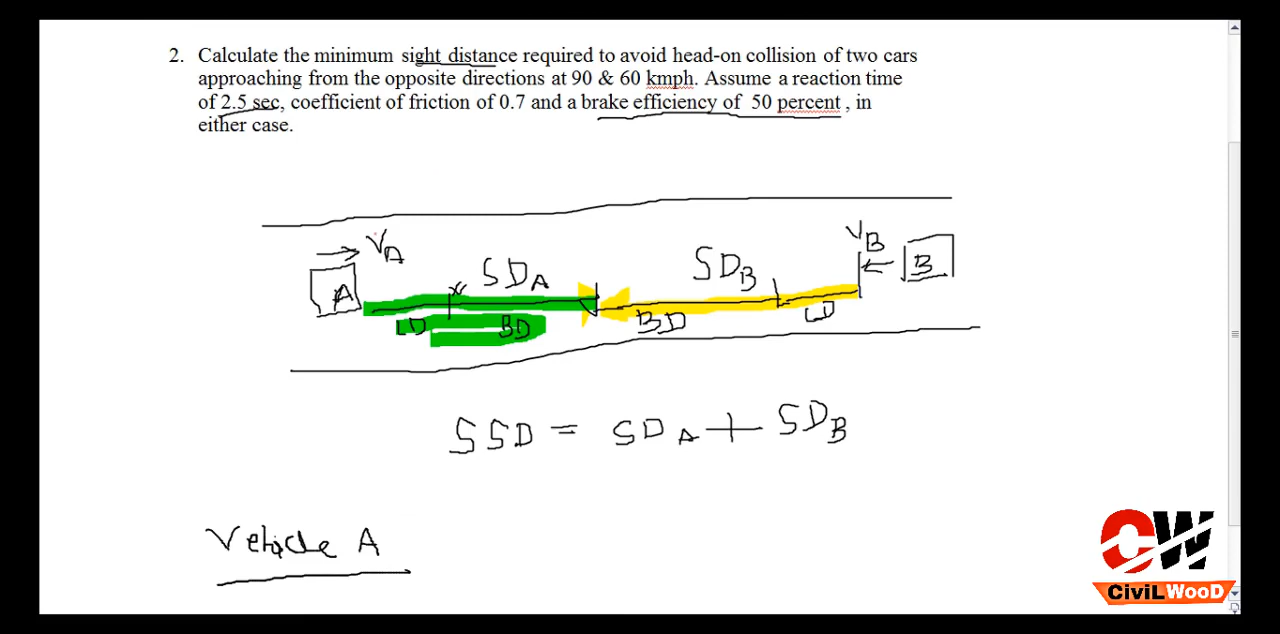 2. Calculate the minimum sight distance required to avoid head-on collision of two cars
approaching from the opposite directions at 90 & 60 kmph. Assume a reaction time
of 2.5 sec, coefficient of friction of 0.7 and a brake efficiency of 50 percent , in
either case.
VA
VB
A
SDA
SDB
B
LD
BD
BD
LD
SSD = SDA + SDB
Vehicle A
CW
CiviLWooD